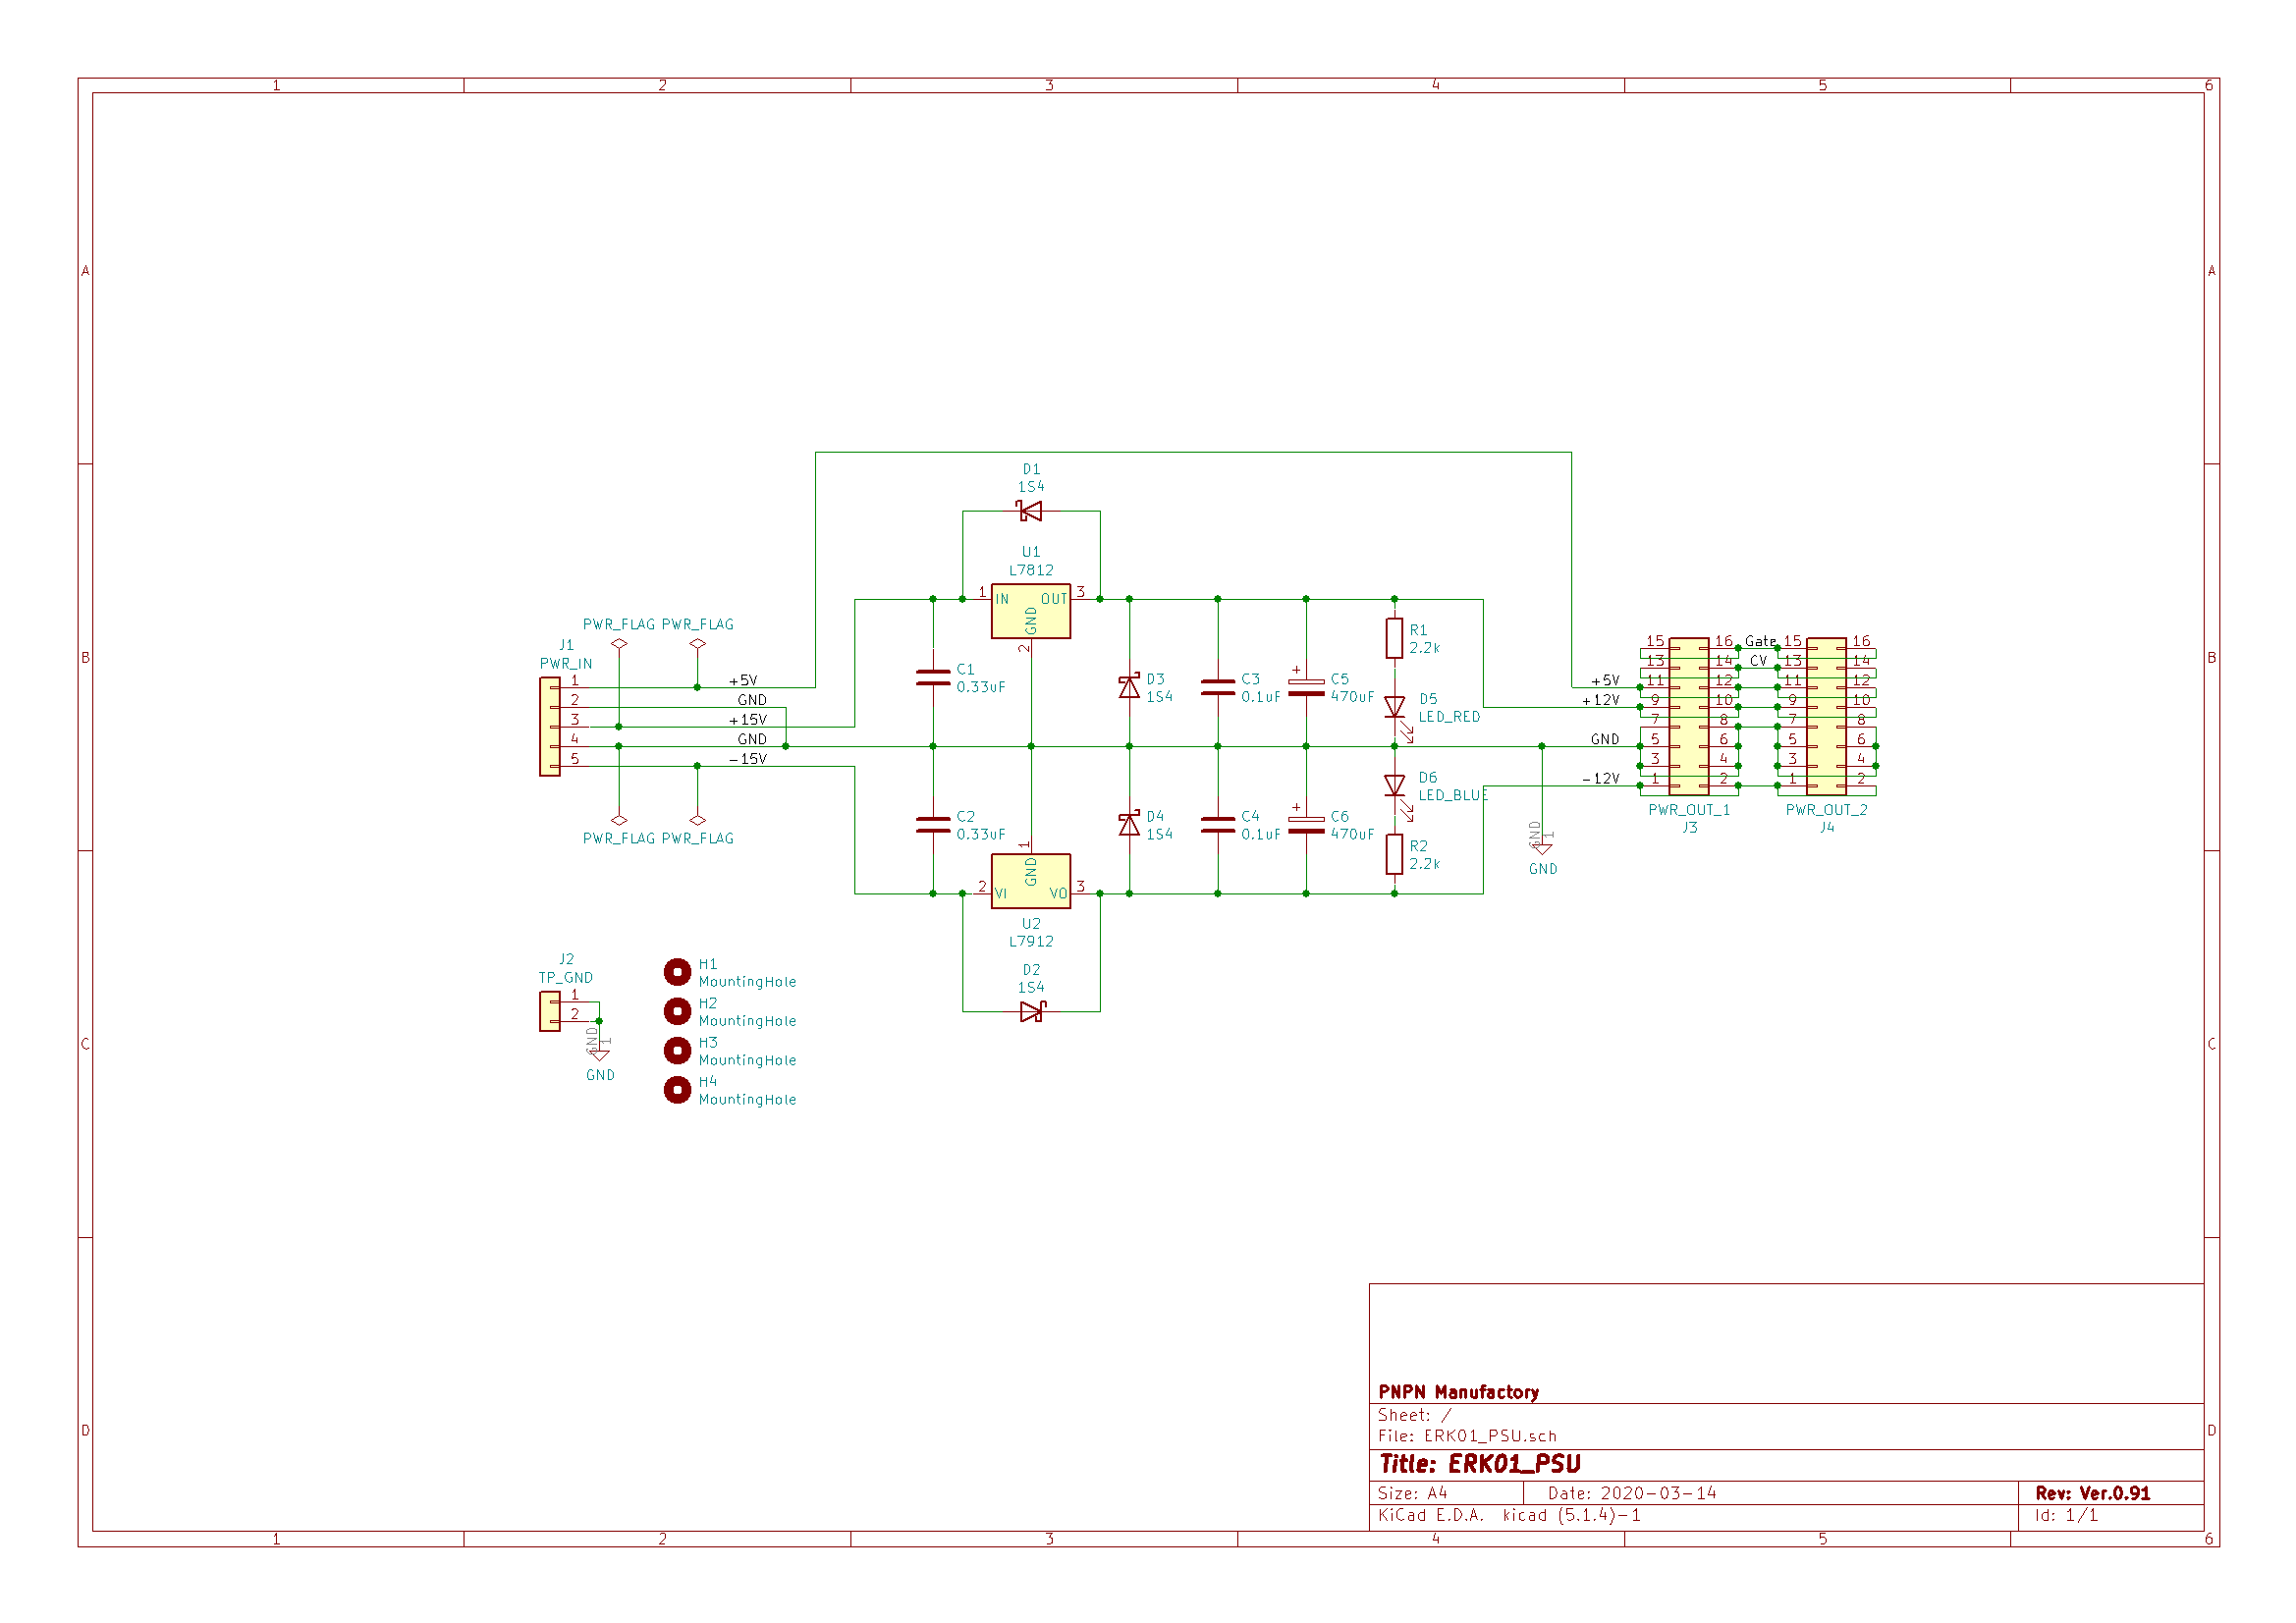 1 2 3 4 5 6
A A
B B
C C
D D
1 2 3 4 5 6
D1
1S4
U1
L7812
1 IN OUT 3
GND
2
PWR_FLAG PWR_FLAG
J1
PWR_IN
1 +5V
2 GND
3 +15V
4 GND
5 -15V
PWR_FLAG PWR_FLAG
C1
0.33uF
C2
0.33uF
D3
1S4
D4
1S4
C3
0.1uF
C4
0.1uF
+
C5
470uF
+
C6
470uF
R1
2.2k
D5
LED_RED
D6
LED_BLUE
R2
2.2k
1
GND
2 VI VO 3
U2
L7912
D2
1S4
+5V
+12V
GND
-12V
GND
1
GND
15 16 Gate 15 16
13 14 CV 13 14
11 12 11 12
9 10 9 10
7 8 7 8
5 6 5 6
3 4 3 4
1 2 1 2
PWR_OUT_1 PWR_OUT_2
J3 J4
J2
TP_GND
1
2
GND
1
GND
H1
MountingHole
H2
MountingHole
H3
MountingHole
H4
MountingHole
PNPN Manufactory
Sheet: /
File: ERK01_PSU.sch
Title: ERK01_PSU
Size: A4 Date: 2020-03-14 Rev: Ver.0.91
KiCad E.D.A. kicad (5.1.4)-1 Id: 1/1